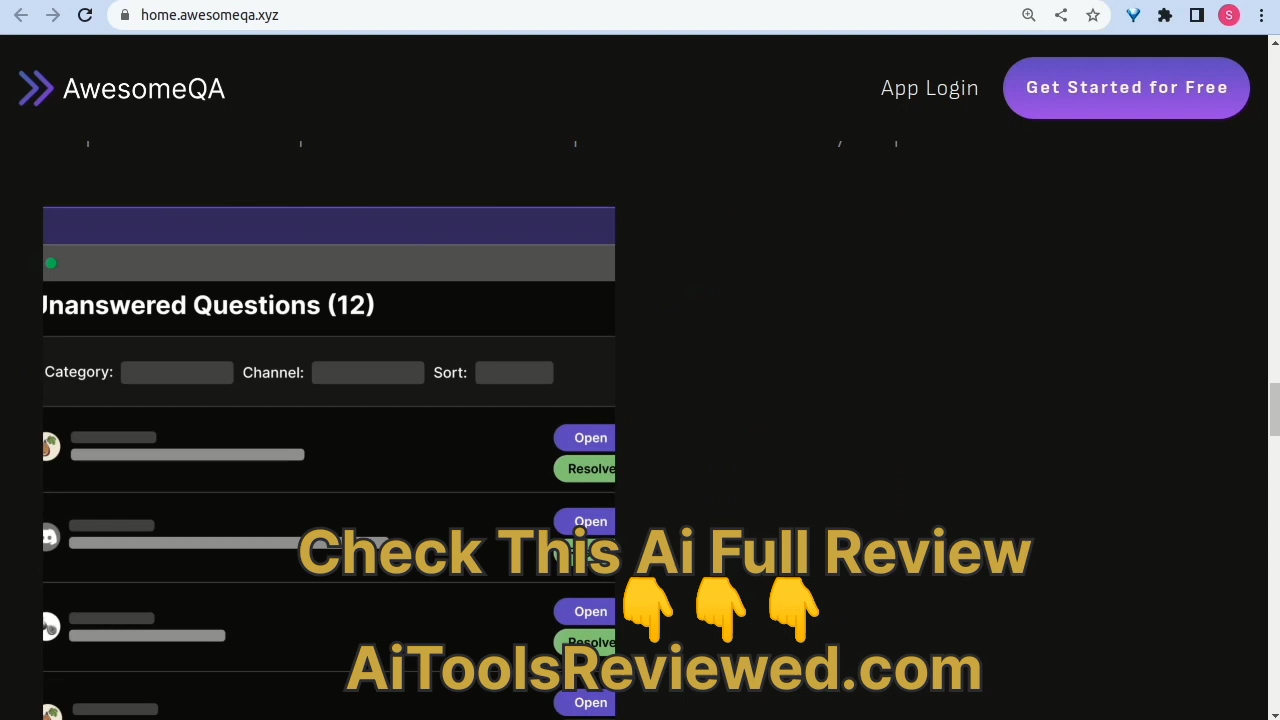 home.awesomeqa.xyz
S
AwesomeQA
App Login
Get Started for Free
Unanswered Questions (12)
Category:
Channel:
Sort:
Open
Resolve
Open
Open
Resolve
Open
Check This Ai Full Review
👇👇👇
AiToolsReviewed.com